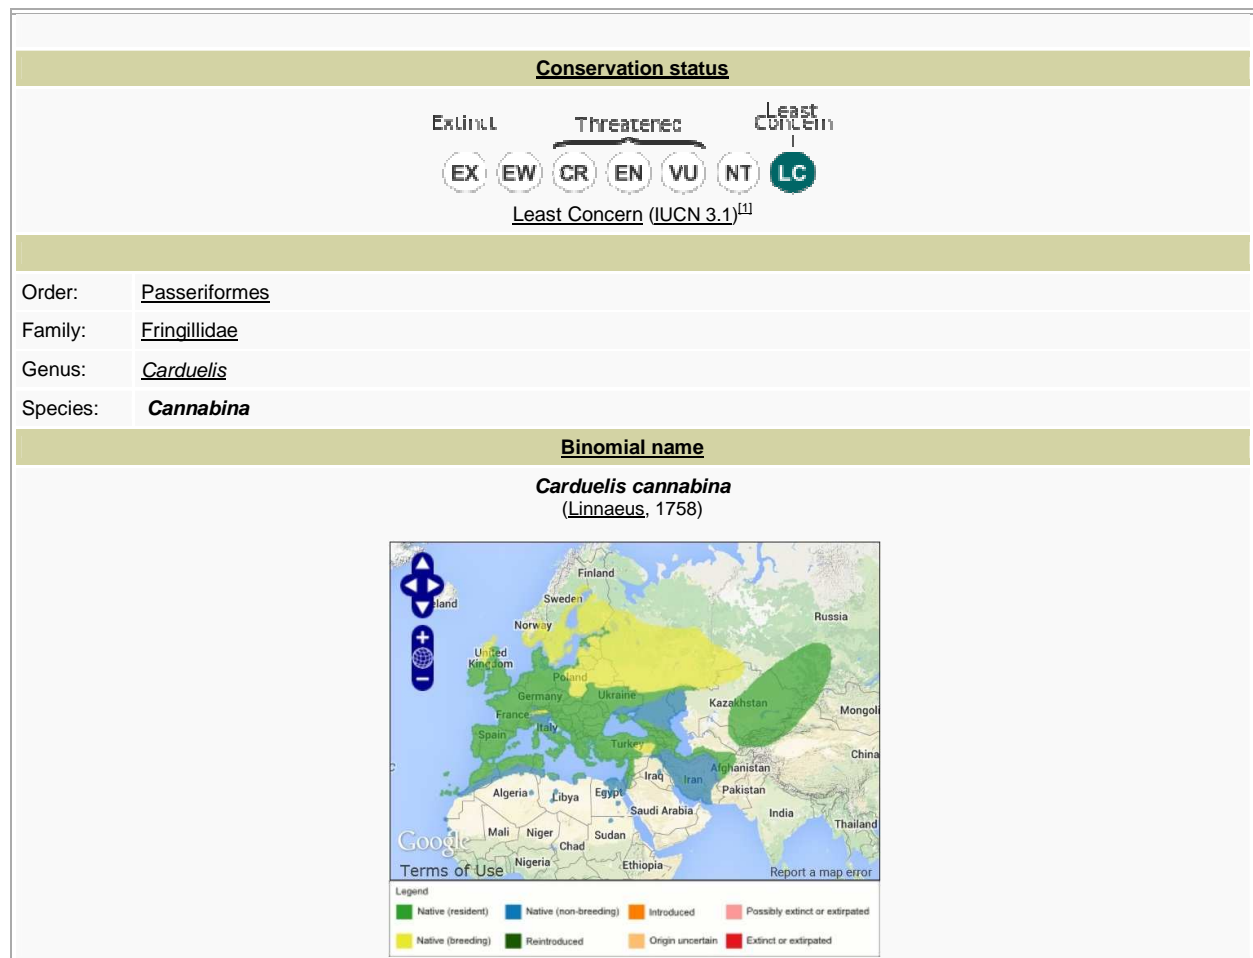 Conservation status
Extinct Threatened Least Concern
EX EW CR EN VU NT LC
Least Concern (IUCN 3.1)[1]
Order: Passeriformes
Family: Fringillidae
Genus: Carduelis
Species: Cannabina
Binomial name
Carduelis cannabina
(Linnaeus, 1758)
Finland
eland
Sweden
Russia
Norway
United
Kingdom
Poland
Germany Ukraine
Kazakhstan
Mongoli
France
Italy
Spain
Turkey
China
Afghanistan
Iraq Iran
Pakistan
Algeria Libya Egypt
Saudi Arabia India
Thailand
Mali Niger Sudan
Chad
Google
Nigeria Ethiopia
Terms of Use Report a map error
Legend
Native (resident) Native (non-breeding) Introduced Possibly extinct or extirpated
Native (breeding) Reintroduced Origin uncertain Extinct or extirpated